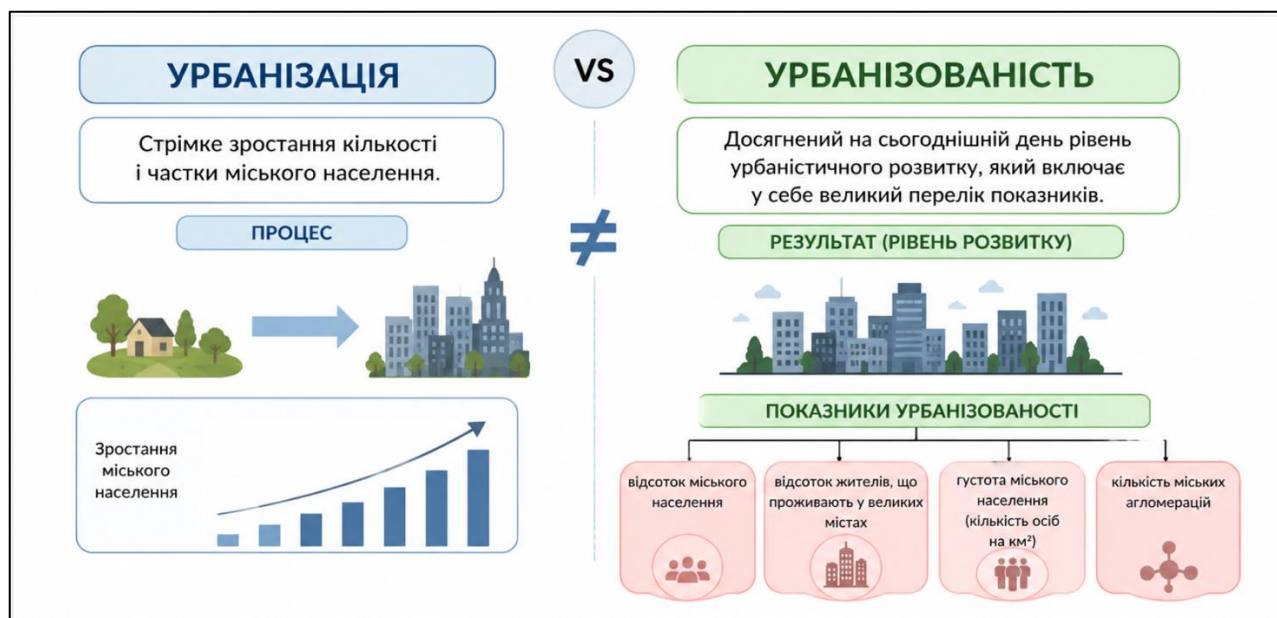 УРБАНІЗАЦІЯ
Стрімке зростання кількості
і частки міського населення.
ПРОЦЕС
Зростання
міського
населення
VS
≠
УРБАНІЗОВАНІСТЬ
Досягнений на сьогоднішній день рівень
урбаністичного розвитку, який включає
у себе великий перелік показників.
РЕЗУЛЬТАТ (РІВЕНЬ РОЗВИТКУ)
ПОКАЗНИКИ УРБАНІЗОВАНОСТІ
відсоток міського
населення
відсоток жителів, що
проживають у великих
містах
густота міського
населення
(кількість осіб
на км²)
кількість міських
агломерацій